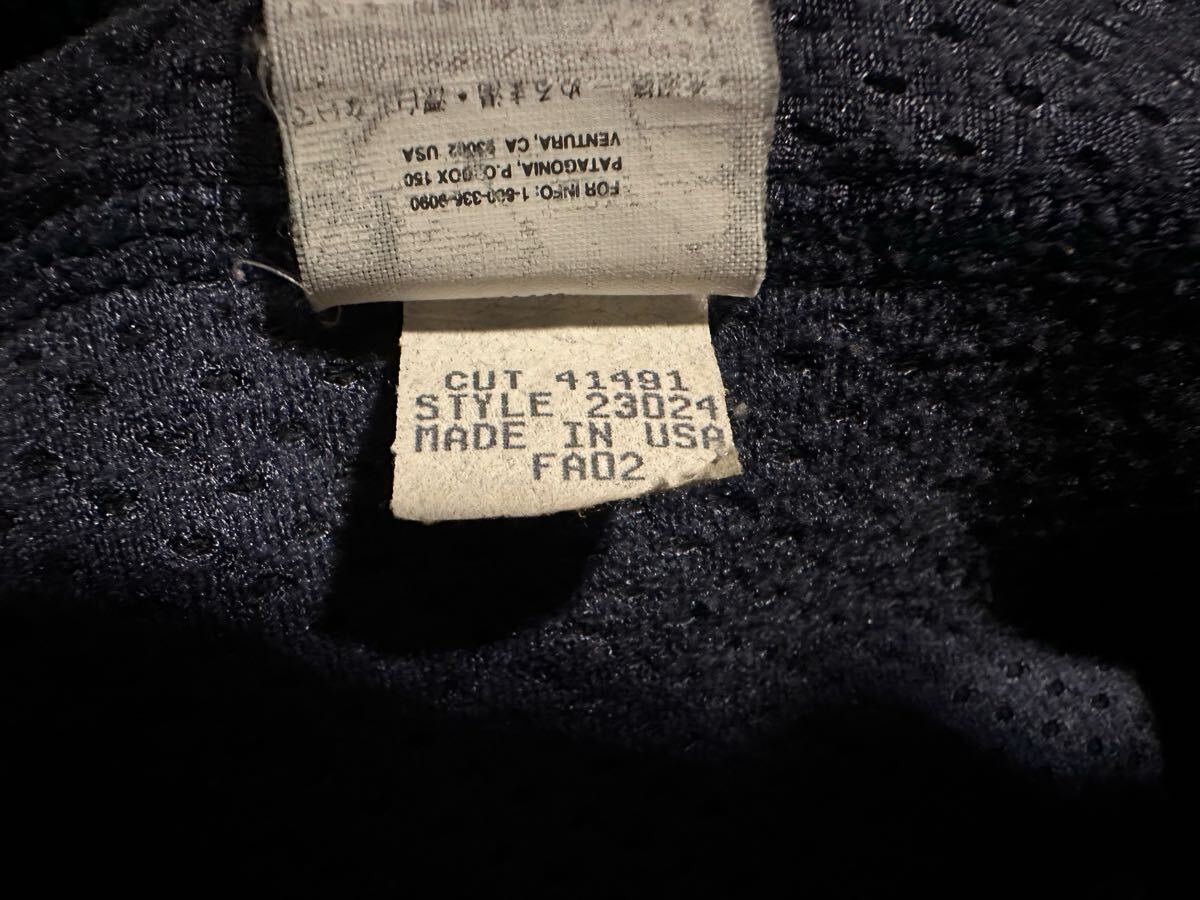 FOR INFO: 1-800-336-9090
PATAGONIA, P.O. BOX 150
VENTURA, CA 93002 USA
CUT 41491
STYLE 23024
MADE IN USA
FA02